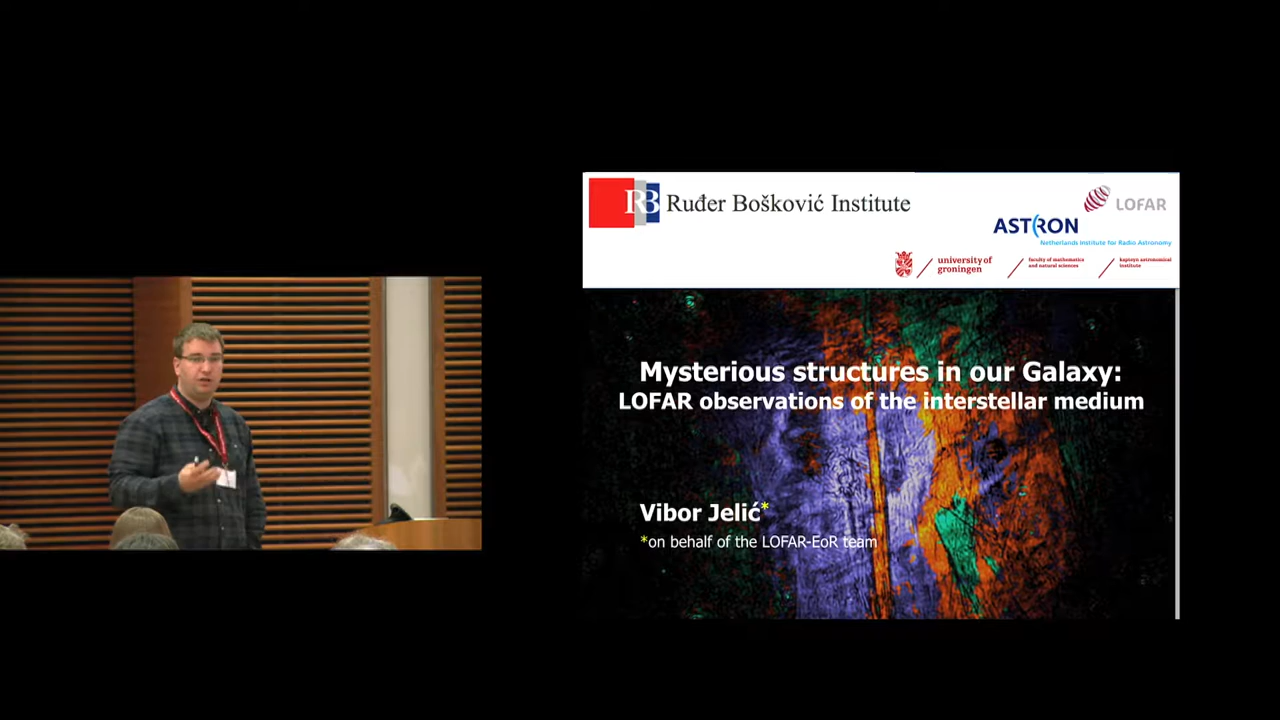 RB Ruđer Bošković Institute
LOFAR
ASTRON
Netherlands Institute for Radio Astronomy
university of
groningen
faculty of mathematics
and natural sciences
kapteyn astronomical
institute
Mysterious structures in our Galaxy:
LOFAR observations of the interstellar medium
Vibor Jelić*
*on behalf of the LOFAR-EoR team